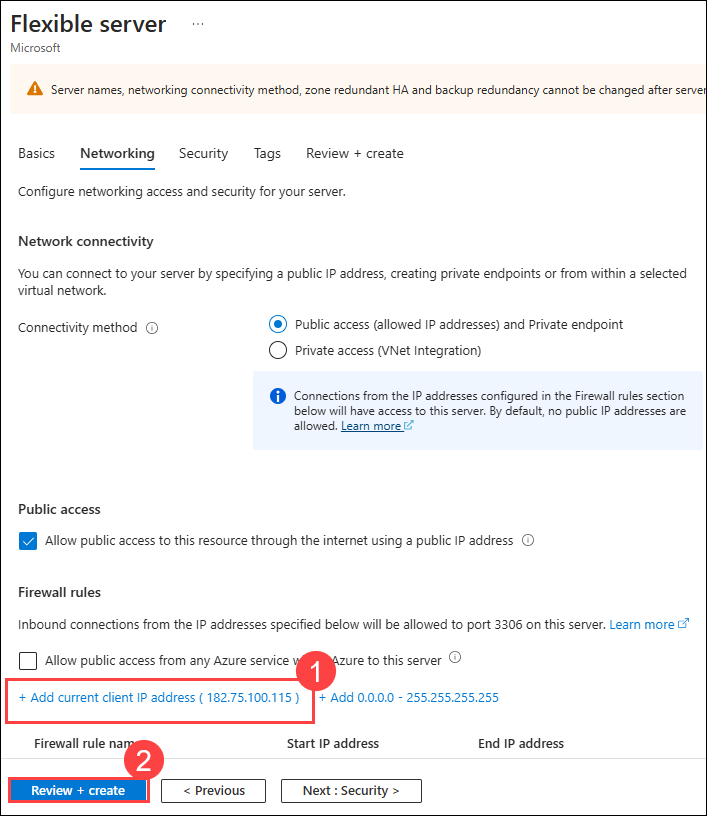 Flexible server ...
Microsoft
Server names, networking connectivity method, zone redundant HA and backup redundancy cannot be changed after server
Basics Networking Security Tags Review + create
Configure networking access and security for your server.
Network connectivity
You can connect to your server by specifying a public IP address, creating private endpoints or from within a selected
virtual network.
Connectivity method
Public access (allowed IP addresses) and Private endpoint
Private access (VNet Integration)
Connections from the IP addresses configured in the Firewall rules section
below will have access to this server. By default, no public IP addresses are
allowed. Learn more
Public access
Allow public access to this resource through the internet using a public IP address
Firewall rules
Inbound connections from the IP addresses specified below will be allowed to port 3306 on this server. Learn more
Allow public access from any Azure service Azure to this server
1
+ Add current client IP address ( 182.75.100.115 ) + Add 0.0.0.0 - 255.255.255.255
Firewall rule Start IP address End IP address
2
Review + create < Previous Next : Security >